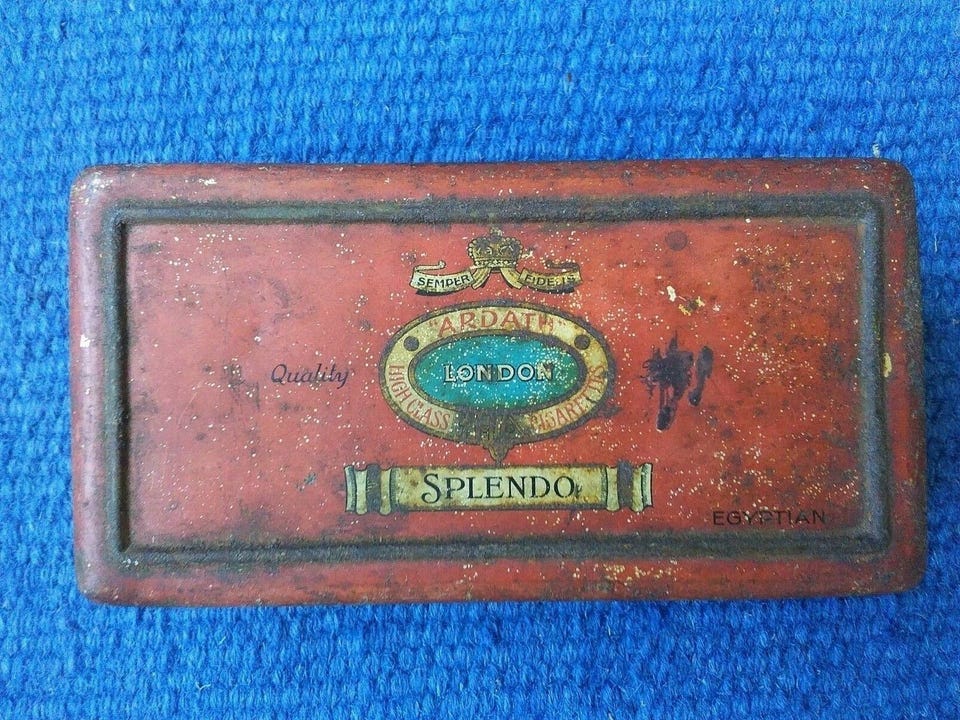 SEMPER FIDELIS
"ARDATH"
LONDON
HIGH CLASS CIGARETTES
Quality
SPLENDO
EGYPTIAN